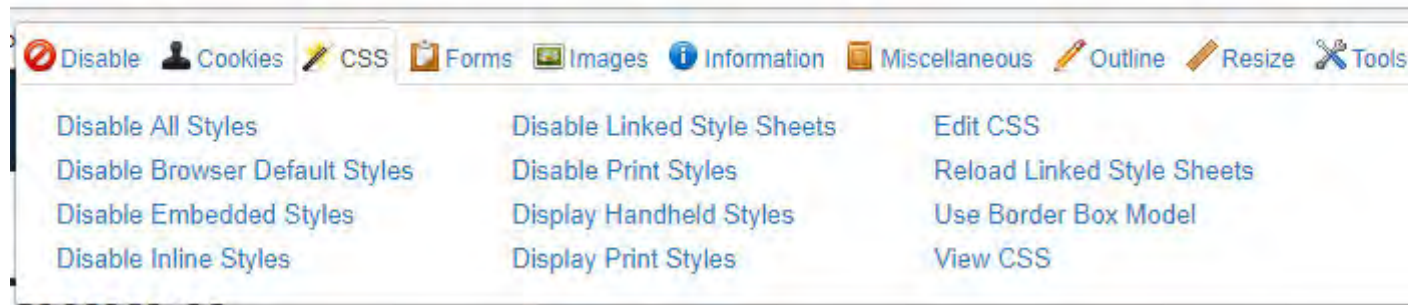 Disable Cookies CSS Forms Images Information Miscellaneous Outline Resize Tools
Disable All Styles Disable Linked Style Sheets Edit CSS
Disable Browser Default Styles Disable Print Styles Reload Linked Style Sheets
Disable Embedded Styles Display Handheld Styles Use Border Box Model
Disable Inline Styles Display Print Styles View CSS